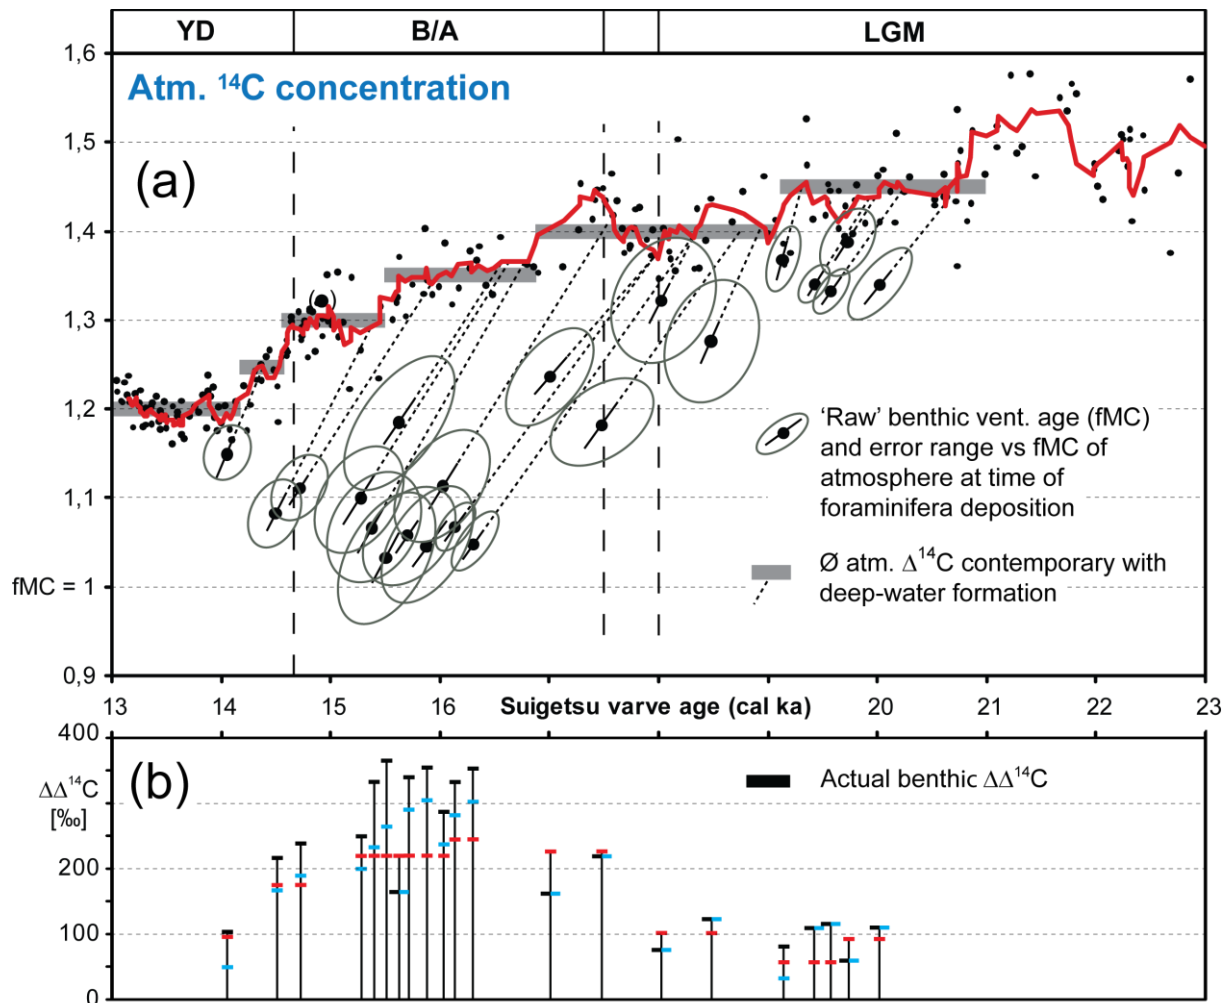 YD B/A LGM
1,6
Atm. ¹⁴C concentration
1,5
(a)
1,4
( )
1,3
1,2
'Raw' benthic vent. age (fMC)
and error range vs fMC of
atmosphere at time of
foraminifera deposition
1,1
Ø atm. Δ¹⁴C contemporary with
deep-water formation
fMC = 1
0,9
13 14 15 16 Suigetsu varve age (cal ka) 20 21 22 23
400
(b)
Actual benthic ΔΔ¹⁴C
ΔΔ¹⁴C
[‰]
200
100
0